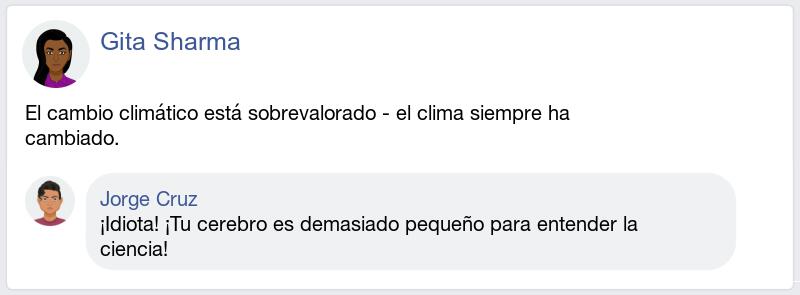 Gita Sharma
El cambio climático está sobrevalorado - el clima siempre ha
cambiado.
Jorge Cruz
¡Idiota! ¡Tu cerebro es demasiado pequeño para entender la
ciencia!